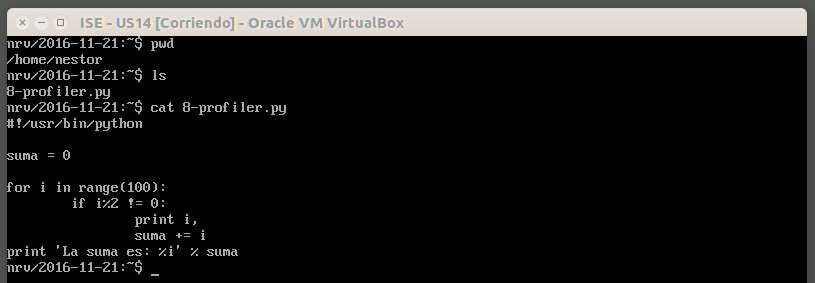 ISE - US14 [Corriendo] - Oracle VM VirtualBox
nrv/2016-11-21:~$ pwd
/home/nestor
nrv/2016-11-21:~$ ls
8-profiler.py
nrv/2016-11-21:~$ cat 8-profiler.py
#!/usr/bin/python

suma = 0

for i in range(100):
        if i%2 != 0:
                print i,
                suma += i
print 'La suma es: %i' % suma
nrv/2016-11-21:~$ _